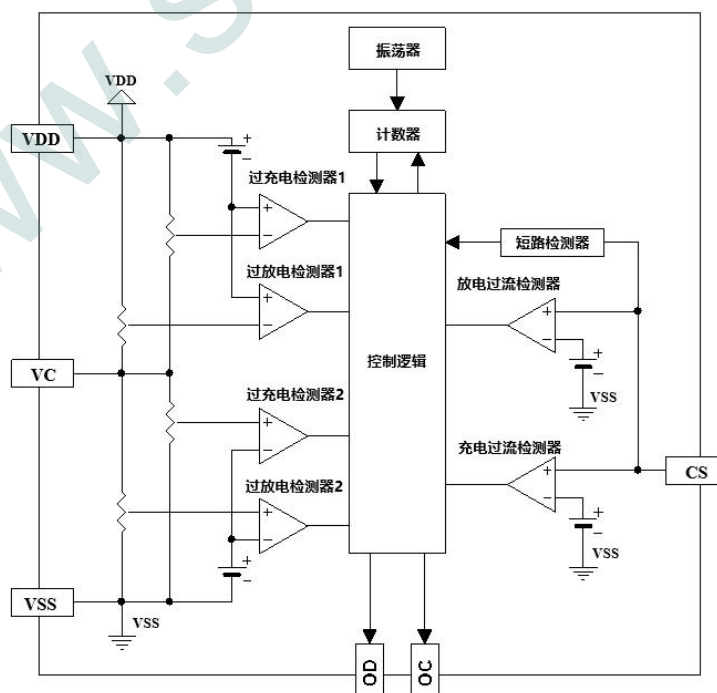 www.s
振荡器
VDD
VDD
计数器
+
−
过充电检测器1
+
−
短路检测器
过放电检测器1
放电过流检测器
+
−
+
−
+
−
VSS
控制逻辑
VC
过充电检测器2
+
−
充电过流检测器
+
−
CS
过放电检测器2
+
−
+
−
VSS
+
−
VSS
VSS
OD
OC